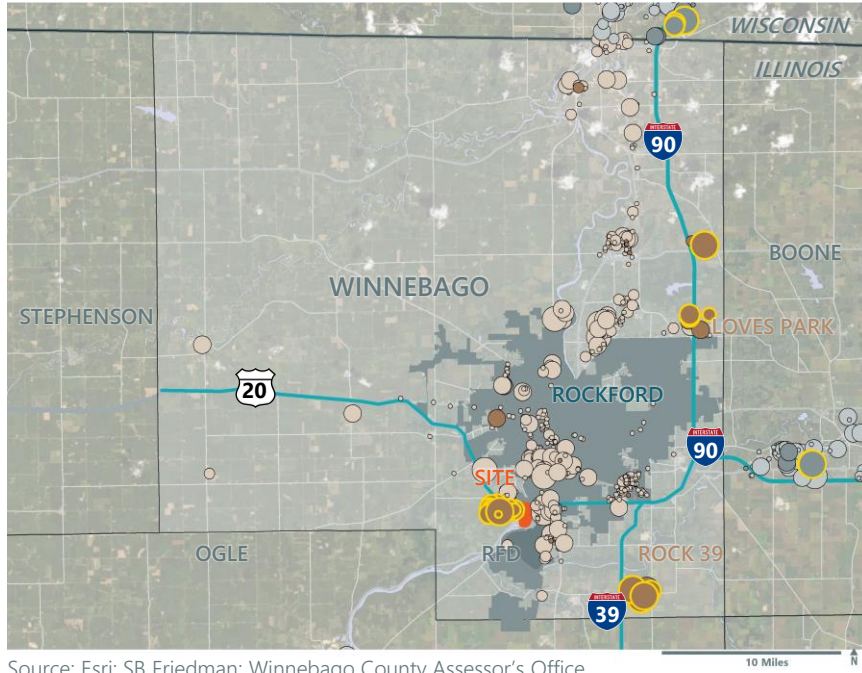 WISCONSIN
ILLINOIS
INTERSTATE
90
BOONE
WINNEBAGO
STEPHENSON
LOVES PARK
20
ROCKFORD
INTERSTATE
90
SITE
OGLE
RFD
ROCK 39
INTERSTATE
39
Source: Esri; SB Friedman; Winnebago County Assessor's Office
10 Miles
N